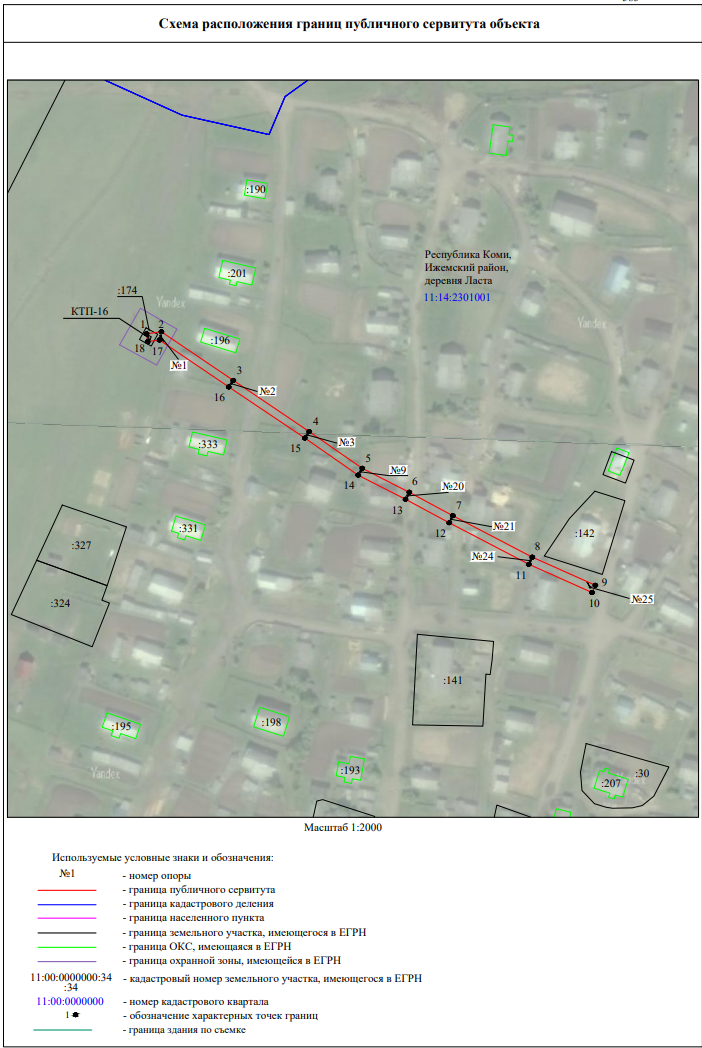 Схема расположения границ публичного сервитута объекта
:190
Республика Коми,
Ижемский район,
деревня Ласта
11:14:2301001
:201
:174
Yandex
КТП-16
1
2
18
17
№1
:196
Yandex
3
№2
16
4
№3
15
:333
5
№9
14
6
№20
13
7
№21
12
:331
:142
:327
8
№24
11
9
№25
10
:324
:141
:195
:198
:193
Yandex
:30
:207
Масштаб 1:2000
Используемые условные знаки и обозначения:
№1 - номер опоры
- граница публичного сервитута
- граница кадастрового деления
- граница населенного пункта
- граница земельного участка, имеющегося в ЕГРН
- граница ОКС, имеющаяся в ЕГРН
- граница охранной зоны, имеющейся в ЕГРН
11:00:0000000:34 - кадастровый номер земельного участка, имеющегося в ЕГРН
:34
11:00:0000000 - номер кадастрового квартала
1 - обозначение характерных точек границ
- граница здания по съемке